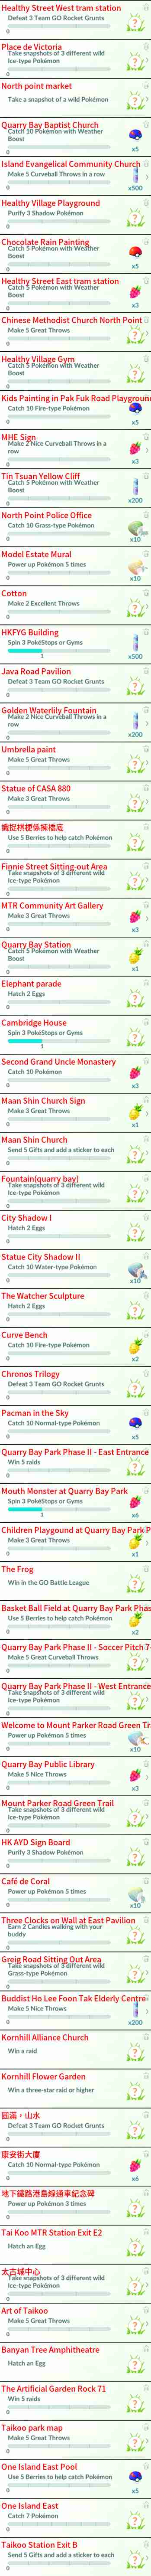 Healthy Street West tram station
Defeat 3 Team GO Rocket Grunts
0
Place de Victoria
Take snapshots of 3 different wild
Ice-type Pokémon
0
North point market
Take a snapshot of a wild Pokémon
Quarry Bay Baptist Church
Catch 10 Pokémon with Weather
Boost
0
x5
Island Evangelical Community Church
Make 5 Curveball Throws in a row
0
x500
Healthy Village Playground
Purify 3 Shadow Pokémon
0
Chocolate Rain Painting
Catch 5 Pokémon with Weather
Boost
0
x5
Healthy Street East tram station
Catch 5 Pokémon with Weather
Boost
0
x3
Chinese Methodist Church North Point
Make 5 Great Throws
0
Healthy Village Gym
Catch 5 Pokémon with Weather
Boost
0
Kids Painting in Pak Fuk Road Playground
Catch 10 Fire-type Pokémon
0
x5
MHE Sign
Make 2 Nice Curveball Throws in a
row
0
x3
Tin Tsuan Yellow Cliff
Catch 5 Pokémon with Weather
Boost
0
x200
North Point Police Office
Catch 10 Grass-type Pokémon
0
x10
Model Estate Mural
Power up Pokémon 5 times
0
x10
Cotton
Make 2 Excellent Throws
0
HKFYG Building
Spin 3 PokéStops or Gyms
1
x500
Java Road Pavilion
Defeat 3 Team GO Rocket Grunts
0
Golden Waterlily Fountain
Make 2 Nice Curveball Throws in a
row
0
x200
Umbrella paint
Make 5 Great Throws
0
Statue of CASA 880
Make 3 Great Throws
0
識捉棋梗係揀橋底
Use 5 Berries to help catch Pokémon
0
Finnie Street Sitting-out Area
Take snapshots of 3 different wild
Ice-type Pokémon
0
MTR Community Art Gallery
Make 3 Great Throws
0
x3
Quarry Bay Station
Catch 5 Pokémon with Weather
Boost
0
x1
Elephant parade
Hatch 2 Eggs
0
Cambridge House
Spin 3 PokéStops or Gyms
1
Second Grand Uncle Monastery
Catch 10 Pokémon
0
x3
Maan Shin Church Sign
Make 3 Great Throws
0
x1
Maan Shin Church
Send 5 Gifts and add a sticker to each
0
Fountain(quarry bay)
Take snapshots of 3 different wild
Ice-type Pokémon
0
City Shadow I
Hatch 2 Eggs
0
Statue City Shadow II
Catch 10 Water-type Pokémon
0
x10
The Watcher Sculpture
Hatch 2 Eggs
0
Curve Bench
Catch 10 Fire-type Pokémon
0
x2
Chronos Trilogy
Defeat 3 Team GO Rocket Grunts
0
Pacman in the Sky
Catch 10 Normal-type Pokémon
0
x5
Quarry Bay Park Phase II - East Entrance
Win 5 raids
0
Mouth Monster at Quarry Bay Park
Spin 3 PokéStops or Gyms
1
x6
Children Playgound at Quarry Bay Park P
Make 3 Great Throws
0
x1
The Frog
Win in the GO Battle League
Basket Ball Field at Quarry Bay Park Phas
Use 5 Berries to help catch Pokémon
0
x2
Quarry Bay Park Phase II - Soccer Pitch 7-
Make 5 Great Curveball Throws
0
Quarry Bay Park Phase II - West Entrance
Take snapshots of 3 different wild
Ice-type Pokémon
0
Welcome to Mount Parker Road Green Tr
Power up Pokémon 5 times
0
x10
Quarry Bay Public Library
Make 5 Nice Throws
0
x3
Mount Parker Road Green Trail
Take snapshots of 3 different wild
Ice-type Pokémon
0
HK AYD Sign Board
Purify 3 Shadow Pokémon
0
Café de Coral
Power up Pokémon 5 times
0
x10
Three Clocks on Wall at East Pavilion
Earn 2 Candies walking with your
buddy
0
Greig Road Sitting Out Area
Take snapshots of 3 different wild
Grass-type Pokémon
0
Buddist Ho Lee Foon Tak Elderly Centre
Make 5 Nice Throws
0
x200
Kornhill Alliance Church
Win a raid
Kornhill Flower Garden
Win a three-star raid or higher
圓滿，山水
Defeat 3 Team GO Rocket Grunts
0
康安街大廈
Catch 10 Normal-type Pokémon
0
x6
地下鐵路港島線通車紀念碑
Power up Pokémon 3 times
0
Tai Koo MTR Station Exit E2
Hatch an Egg
太古城中心
Take snapshots of 3 different wild
Ice-type Pokémon
0
Art of Taikoo
Make 5 Great Throws
0
Banyan Tree Amphitheatre
Hatch an Egg
The Artificial Garden Rock 71
Win 5 raids
0
Taikoo park map
Make 5 Great Throws
0
One Island East Pool
Use 5 Berries to help catch Pokémon
0
x5
One Island East
Catch 7 Pokémon
0
Taikoo Station Exit B
Send 5 Gifts and add a sticker to each
0